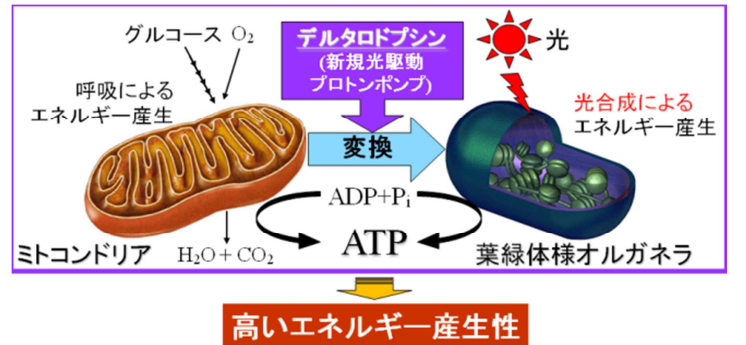 グルコース O₂
デルタロドプシン
(新規光駆動
プロトンポンプ)
光
呼吸による
エネルギー産生
光合成による
エネルギー産生
変換
ADP+Pi
ATP
ミトコンドリア
H₂O + CO₂
葉緑体様オルガネラ
高いエネルギー産生性